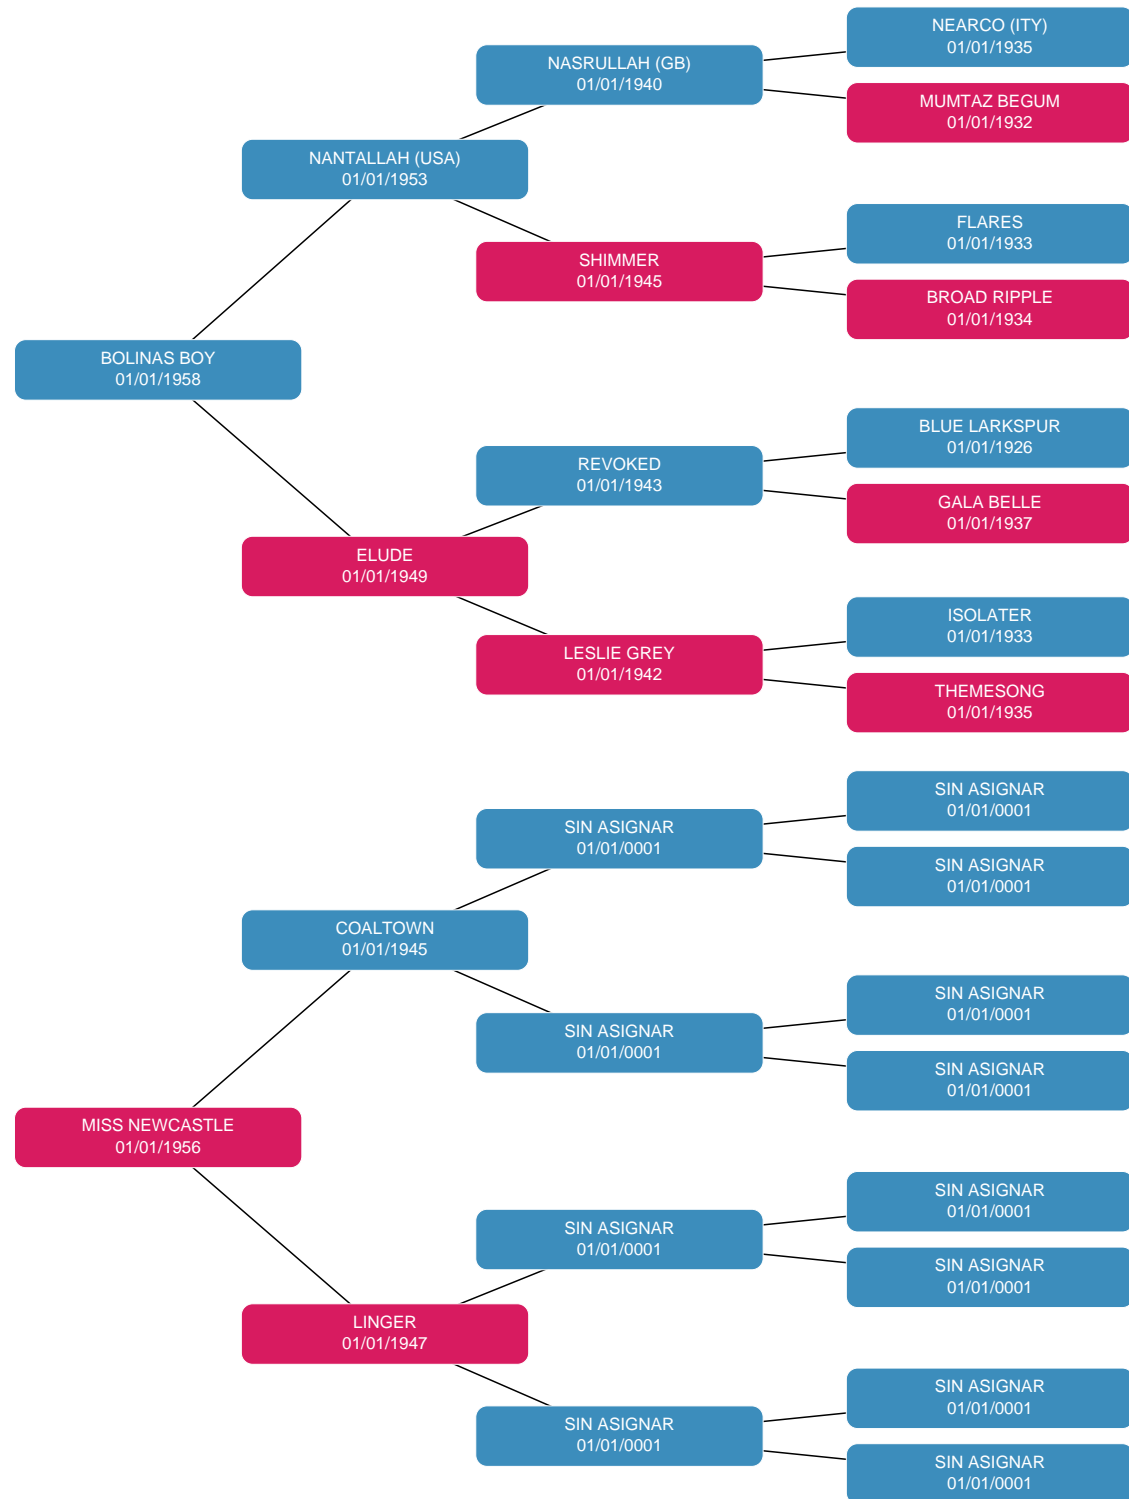 NEARCO (ITY)
01/01/1935
NASRULLAH (GB)
01/01/1940
MUMTAZ BEGUM
01/01/1932
NANTALLAH (USA)
01/01/1953
FLARES
01/01/1933
SHIMMER
01/01/1945
BROAD RIPPLE
01/01/1934
BOLINAS BOY
01/01/1958
BLUE LARKSPUR
01/01/1926
REVOKED
01/01/1943
GALA BELLE
01/01/1937
ELUDE
01/01/1949
ISOLATER
01/01/1933
LESLIE GREY
01/01/1942
THEMESONG
01/01/1935
SIN ASIGNAR
01/01/0001
SIN ASIGNAR
01/01/0001
SIN ASIGNAR
01/01/0001
COALTOWN
01/01/1945
SIN ASIGNAR
01/01/0001
SIN ASIGNAR
01/01/0001
SIN ASIGNAR
01/01/0001
MISS NEWCASTLE
01/01/1956
SIN ASIGNAR
01/01/0001
SIN ASIGNAR
01/01/0001
SIN ASIGNAR
01/01/0001
LINGER
01/01/1947
SIN ASIGNAR
01/01/0001
SIN ASIGNAR
01/01/0001
SIN ASIGNAR
01/01/0001